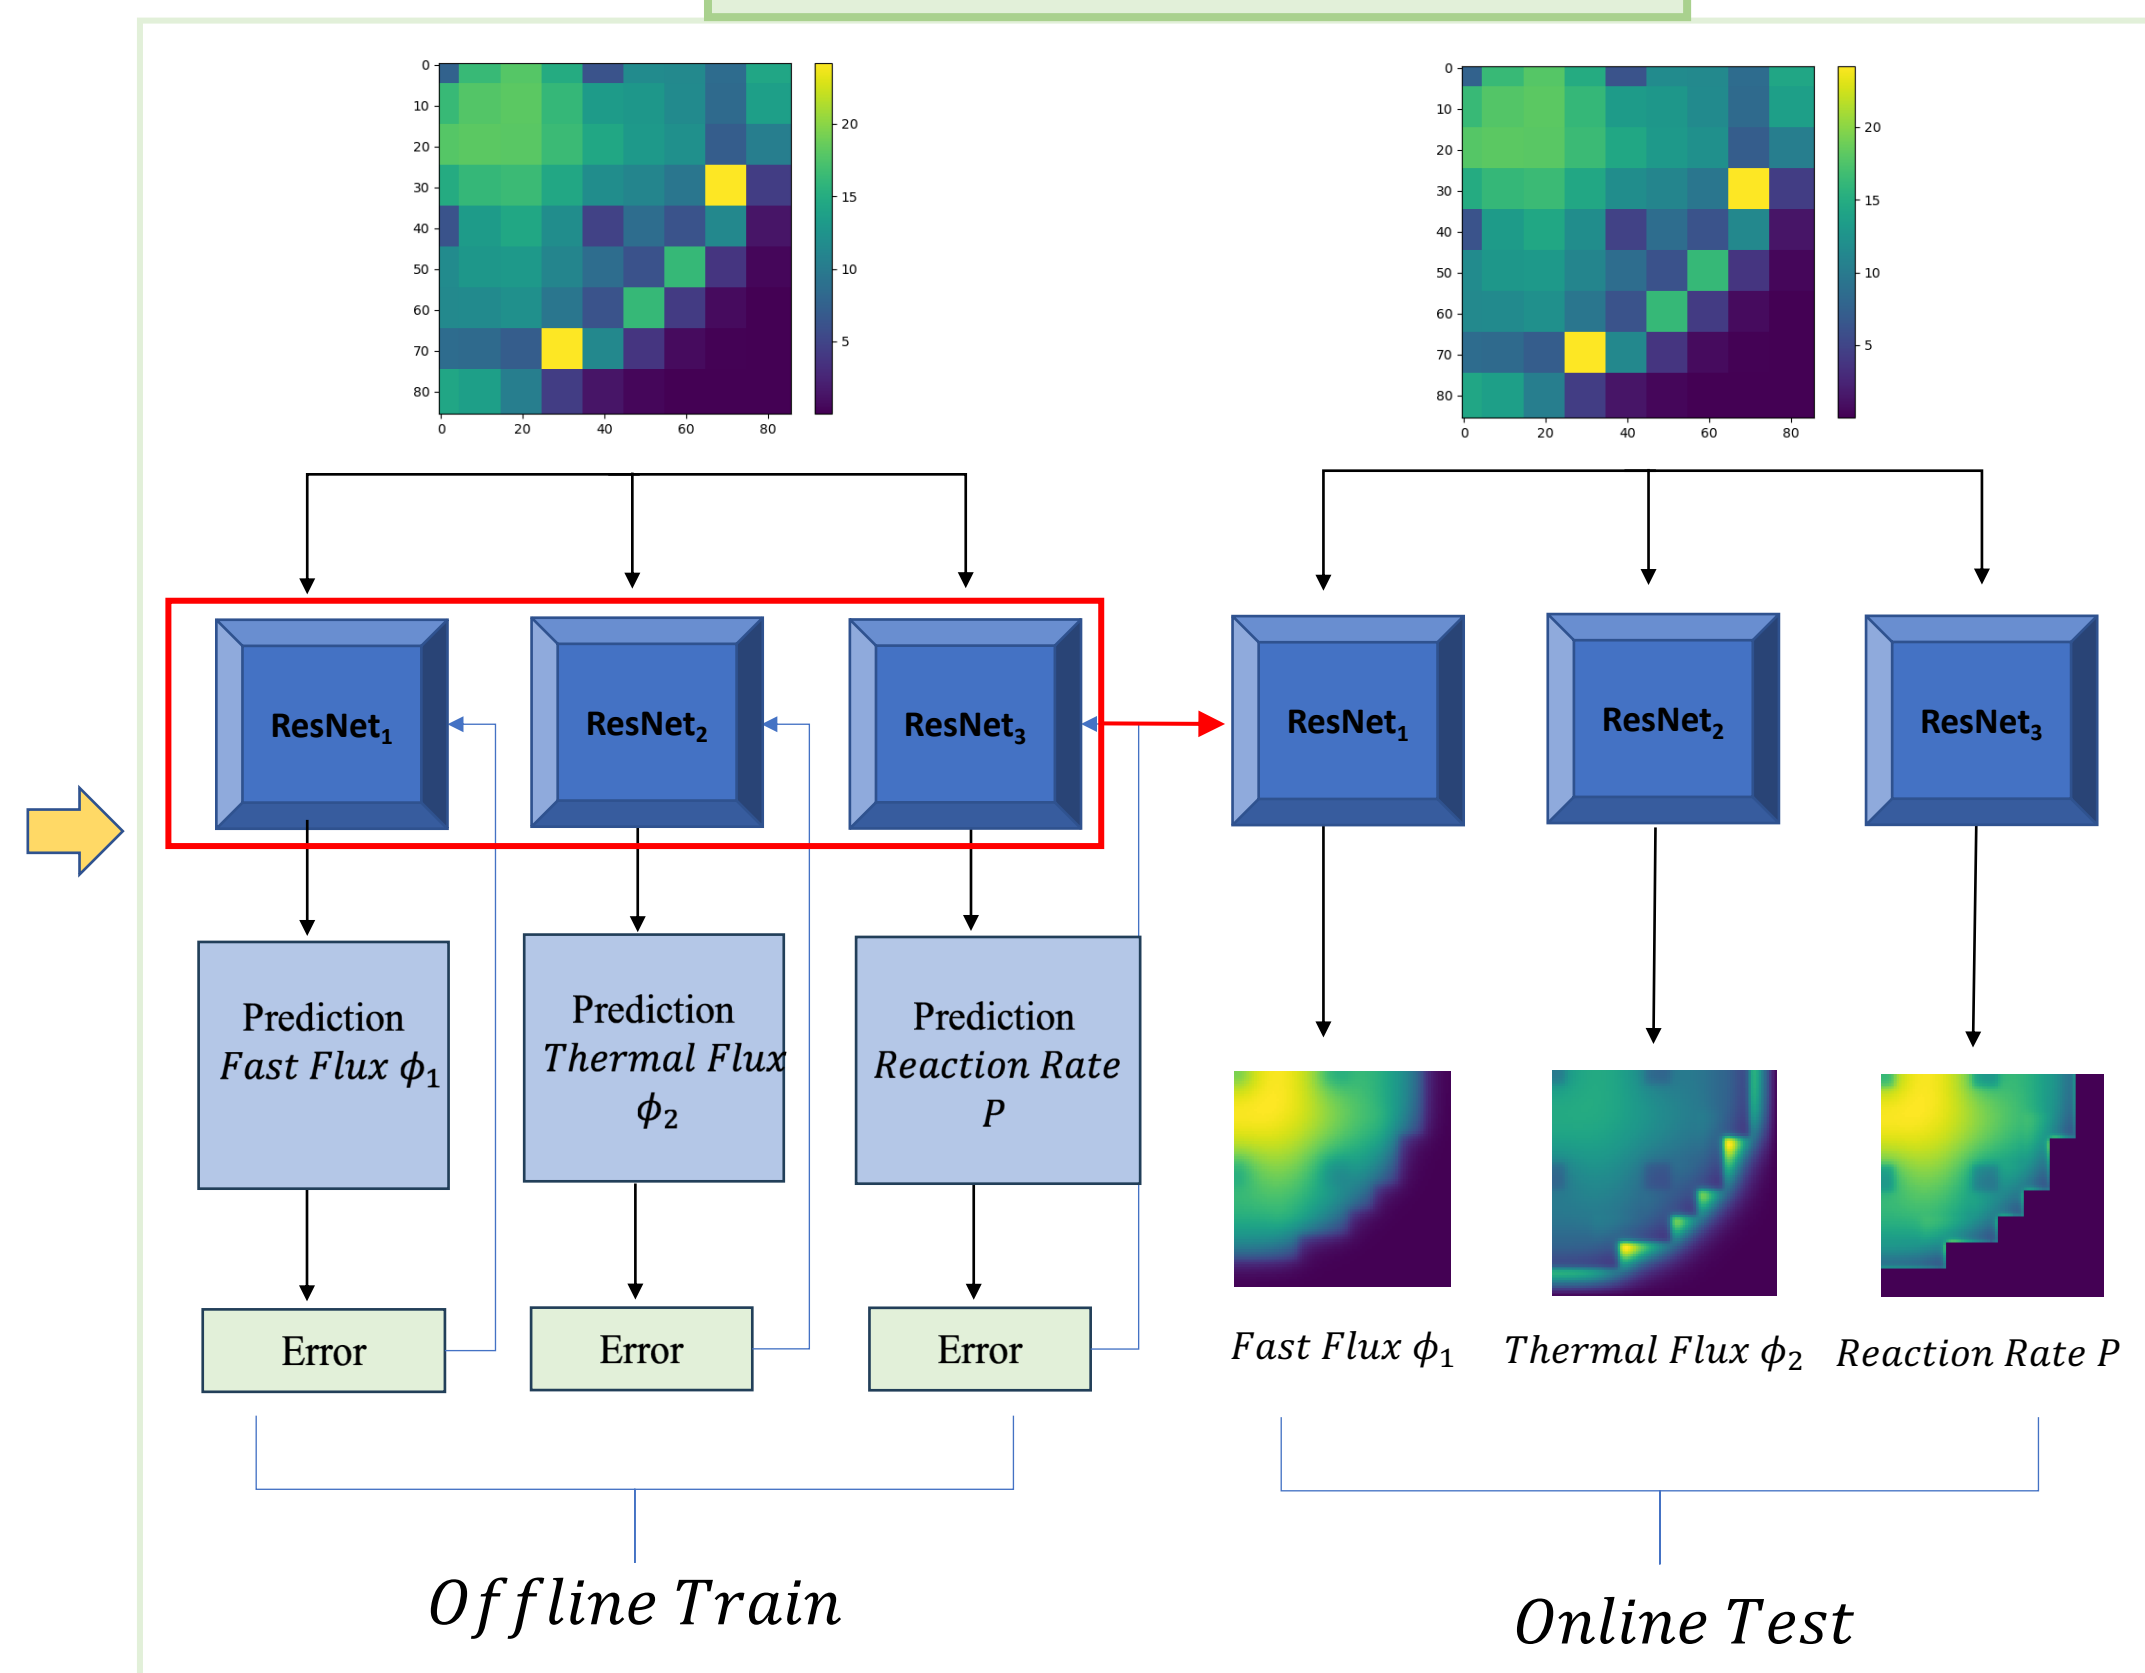 0
10
20
30
40
50
60
70
80
0 20 40 60 80
20
15
10
5
0
10
20
30
40
50
60
70
80
0 20 40 60 80
20
15
10
5
ResNet₁
ResNet₂
ResNet₃
ResNet₁
ResNet₂
ResNet₃
Prediction
Fast Flux ϕ₁
Prediction
Thermal Flux
ϕ₂
Prediction
Reaction Rate
P
Error
Error
Error
Fast Flux ϕ₁
Thermal Flux ϕ₂
Reaction Rate P
Offline Train
Online Test